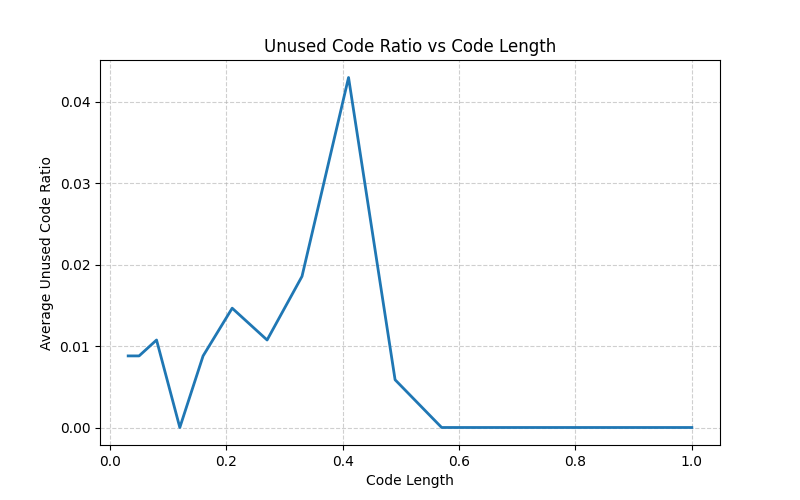 Unused Code Ratio vs Code Length
Average Unused Code Ratio
0.04
0.03
0.02
0.01
0.00
0.0 0.2 0.4 0.6 0.8 1.0
Code Length